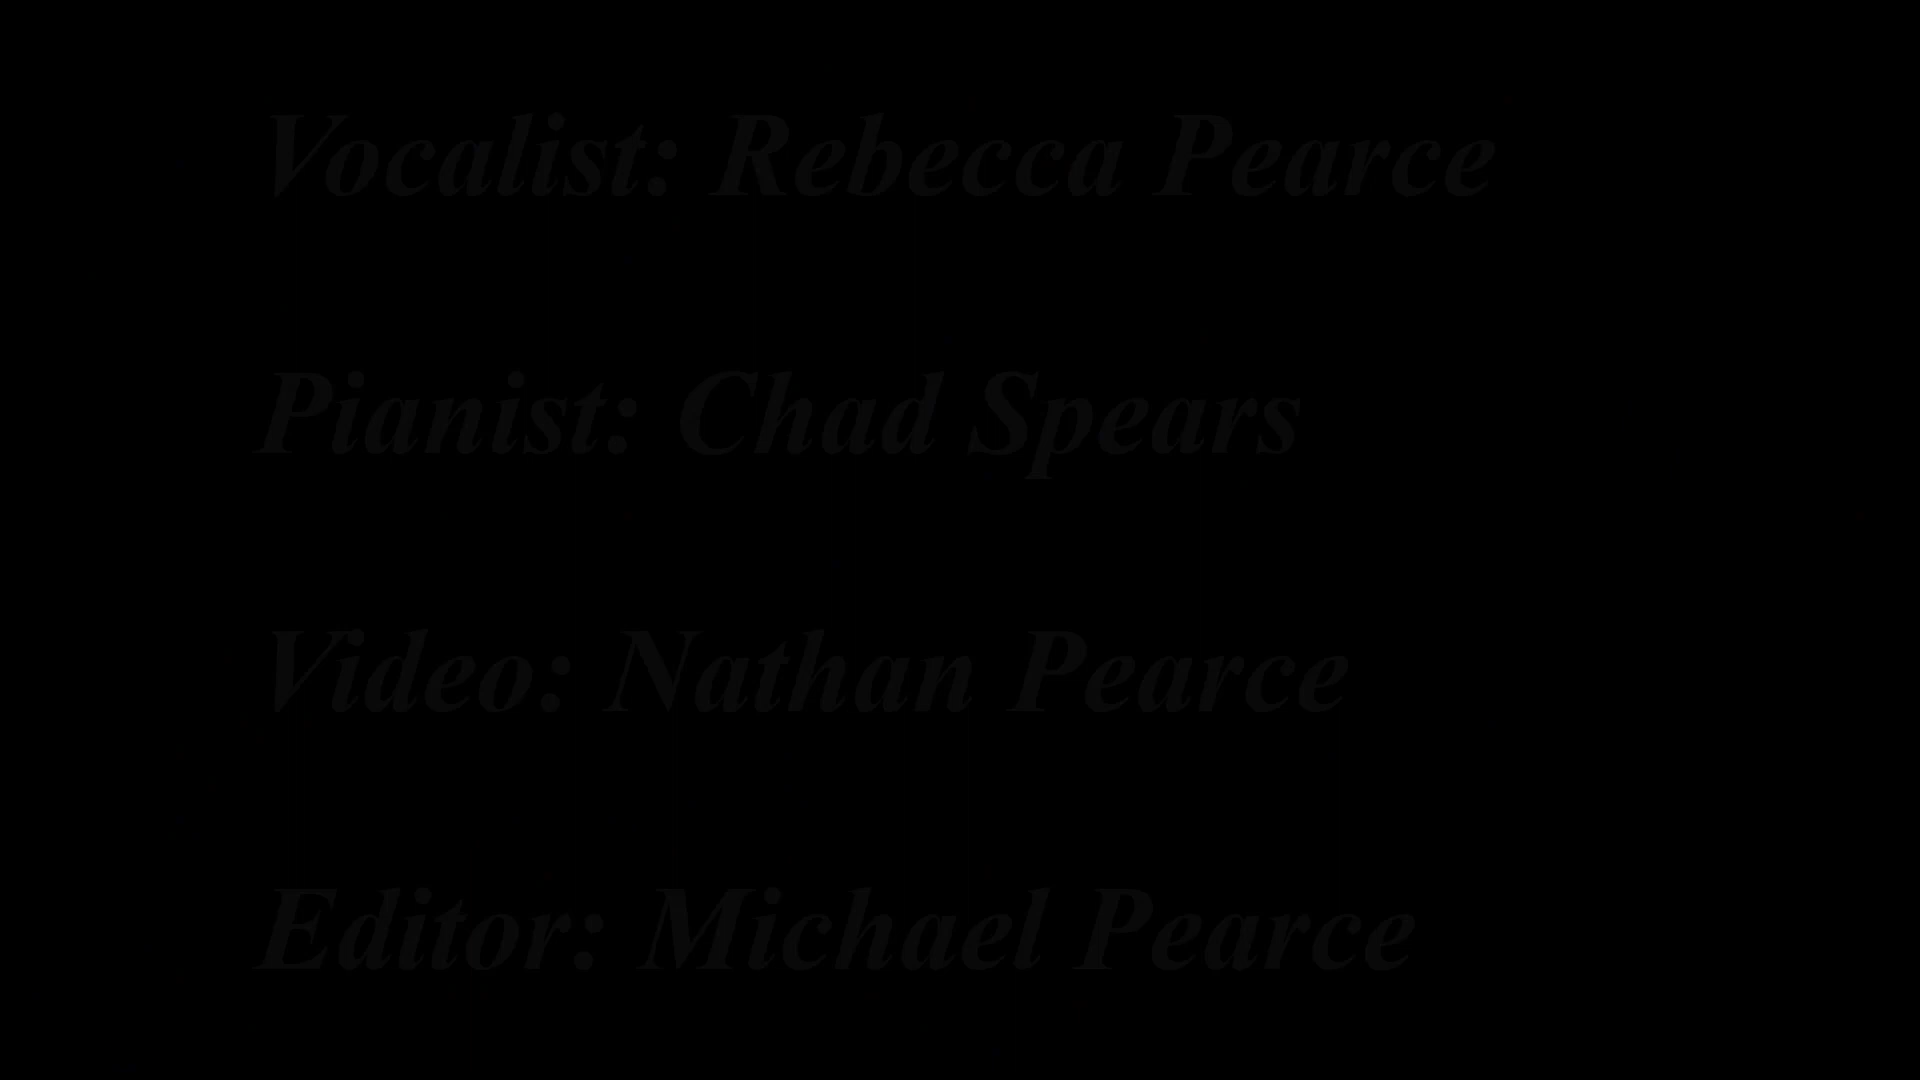 Vocalist: Rebecca Pearce
Pianist: Chad Spears
Video: Nathan Pearce
Editor: Michael Pearce